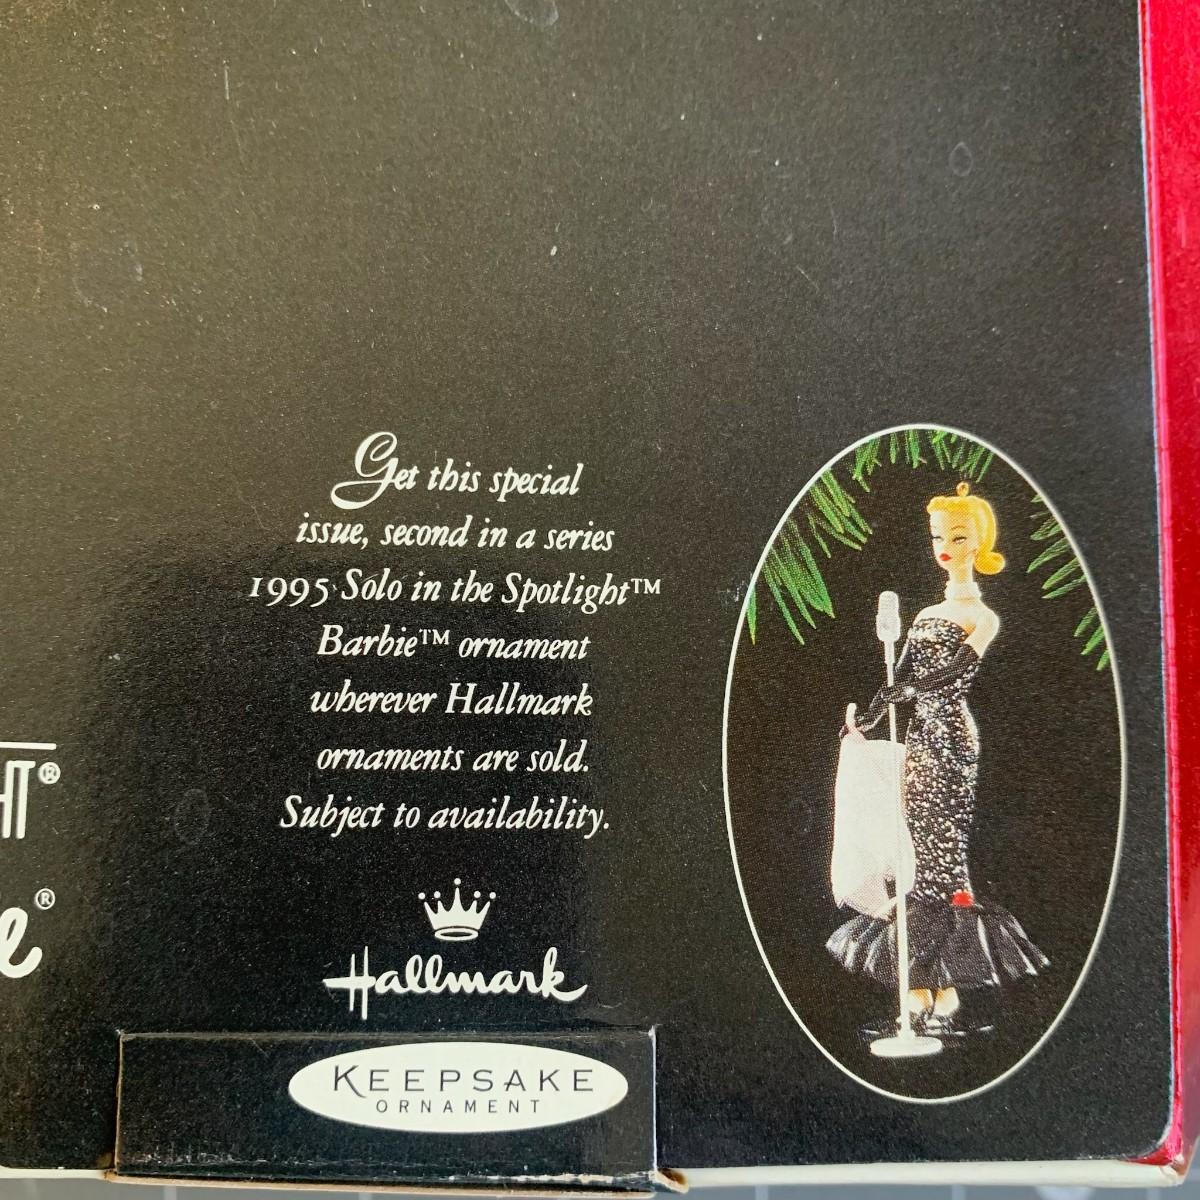 Get this special
issue, second in a series
1995 Solo in the Spotlight™
Barbie™ ornament
wherever Hallmark
ornaments are sold.
Subject to availability.
HT®
e®
Hallmark
KEEPSAKE
ORNAMENT